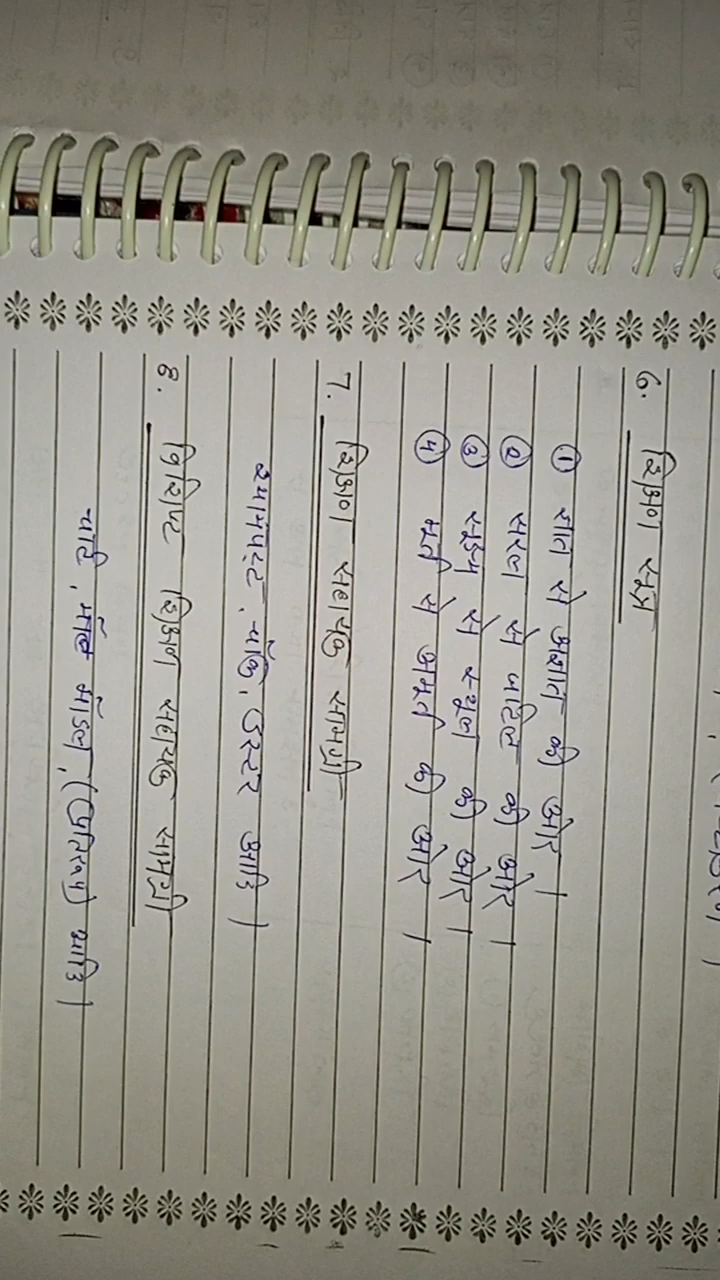 6. शिक्षण सूत्र
① ज्ञात से अज्ञात की ओर।
② सरल से जटिल की ओर।
③ सूक्ष्म से स्थूल की ओर।
④ मूर्त से अमूर्त की ओर।
7. शिक्षण सहायक सामग्री
श्यामपट्ट, चॉक, डस्टर आदि।
8. विशिष्ट शिक्षण सहायक सामग्री
चार्ट, मॉडल, (प्रतिरूप) आदि।